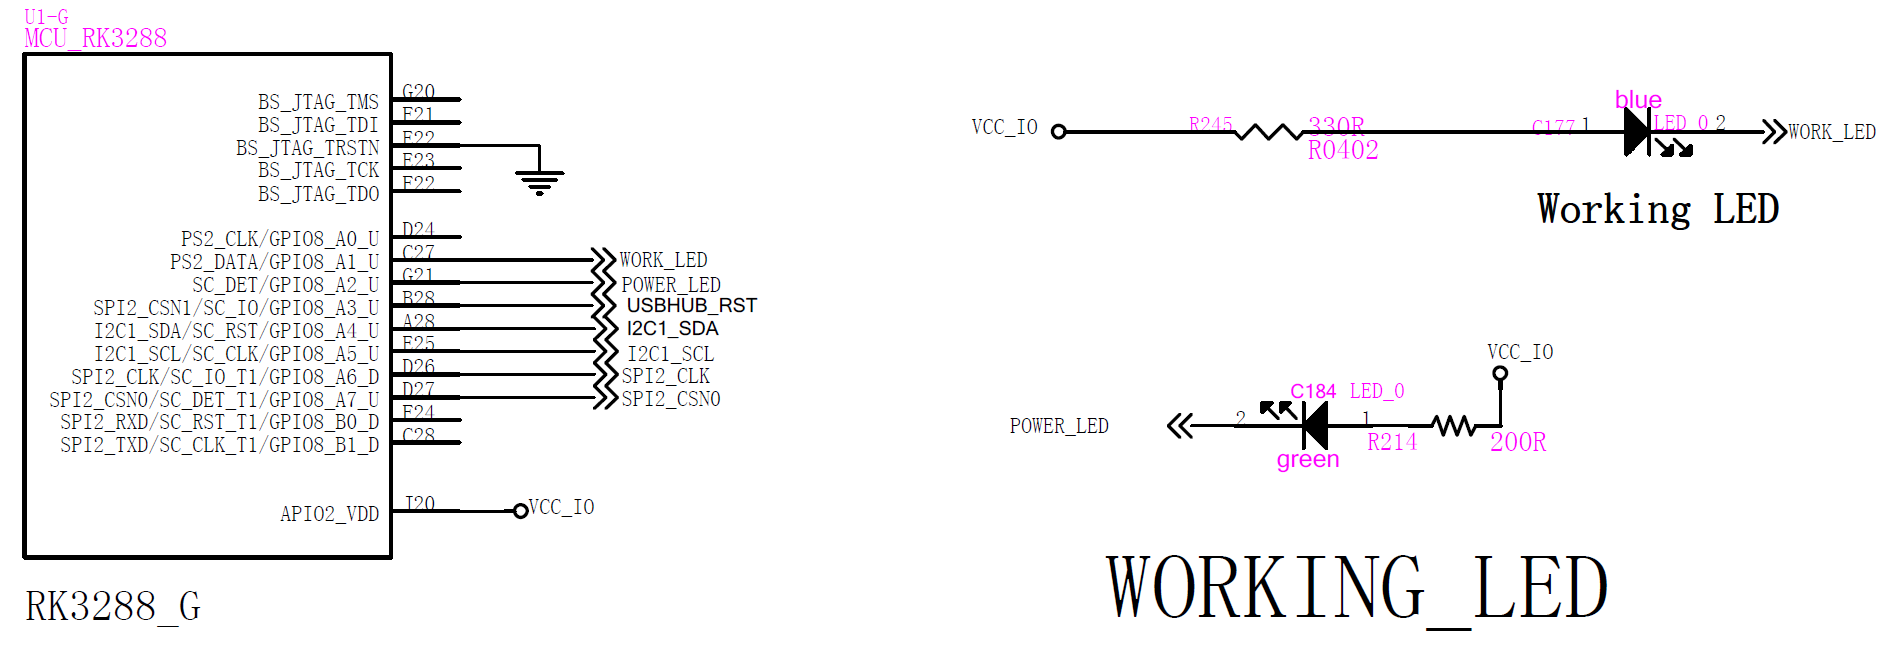 U1-G
MCU_RK3288
BS_JTAG_TMS G20
BS_JTAG_TDI F21
BS_JTAG_TRSTN E22
BS_JTAG_TCK E23
BS_JTAG_TDO F22
PS2_CLK/GPIO8_A0_U D24
PS2_DATA/GPIO8_A1_U C27 WORK_LED
SC_DET/GPIO8_A2_U G21 POWER_LED
SPI2_CSN1/SC_IO/GPIO8_A3_U B28 USBHUB_RST
I2C1_SDA/SC_RST/GPIO8_A4_U A28 I2C1_SDA
I2C1_SCL/SC_CLK/GPIO8_A5_U E25 I2C1_SCL
SPI2_CLK/SC_IO_T1/GPIO8_A6_D D26 SPI2_CLK
SPI2_CSN0/SC_DET_T1/GPIO8_A7_U D27 SPI2_CSN0
SPI2_RXD/SC_RST_T1/GPIO8_B0_D
SPI2_TXD/SC_CLK_T1/GPIO8_B1_D C28
APIO2_VDD VCC_IO
RK3288_G
blue
VCC_IO R245 330R C177 1 LED_0 2 WORK_LED
R0402
Working LED
VCC_IO
C184 LED_0
POWER_LED 2 1
R214 200R
green
WORKING_LED